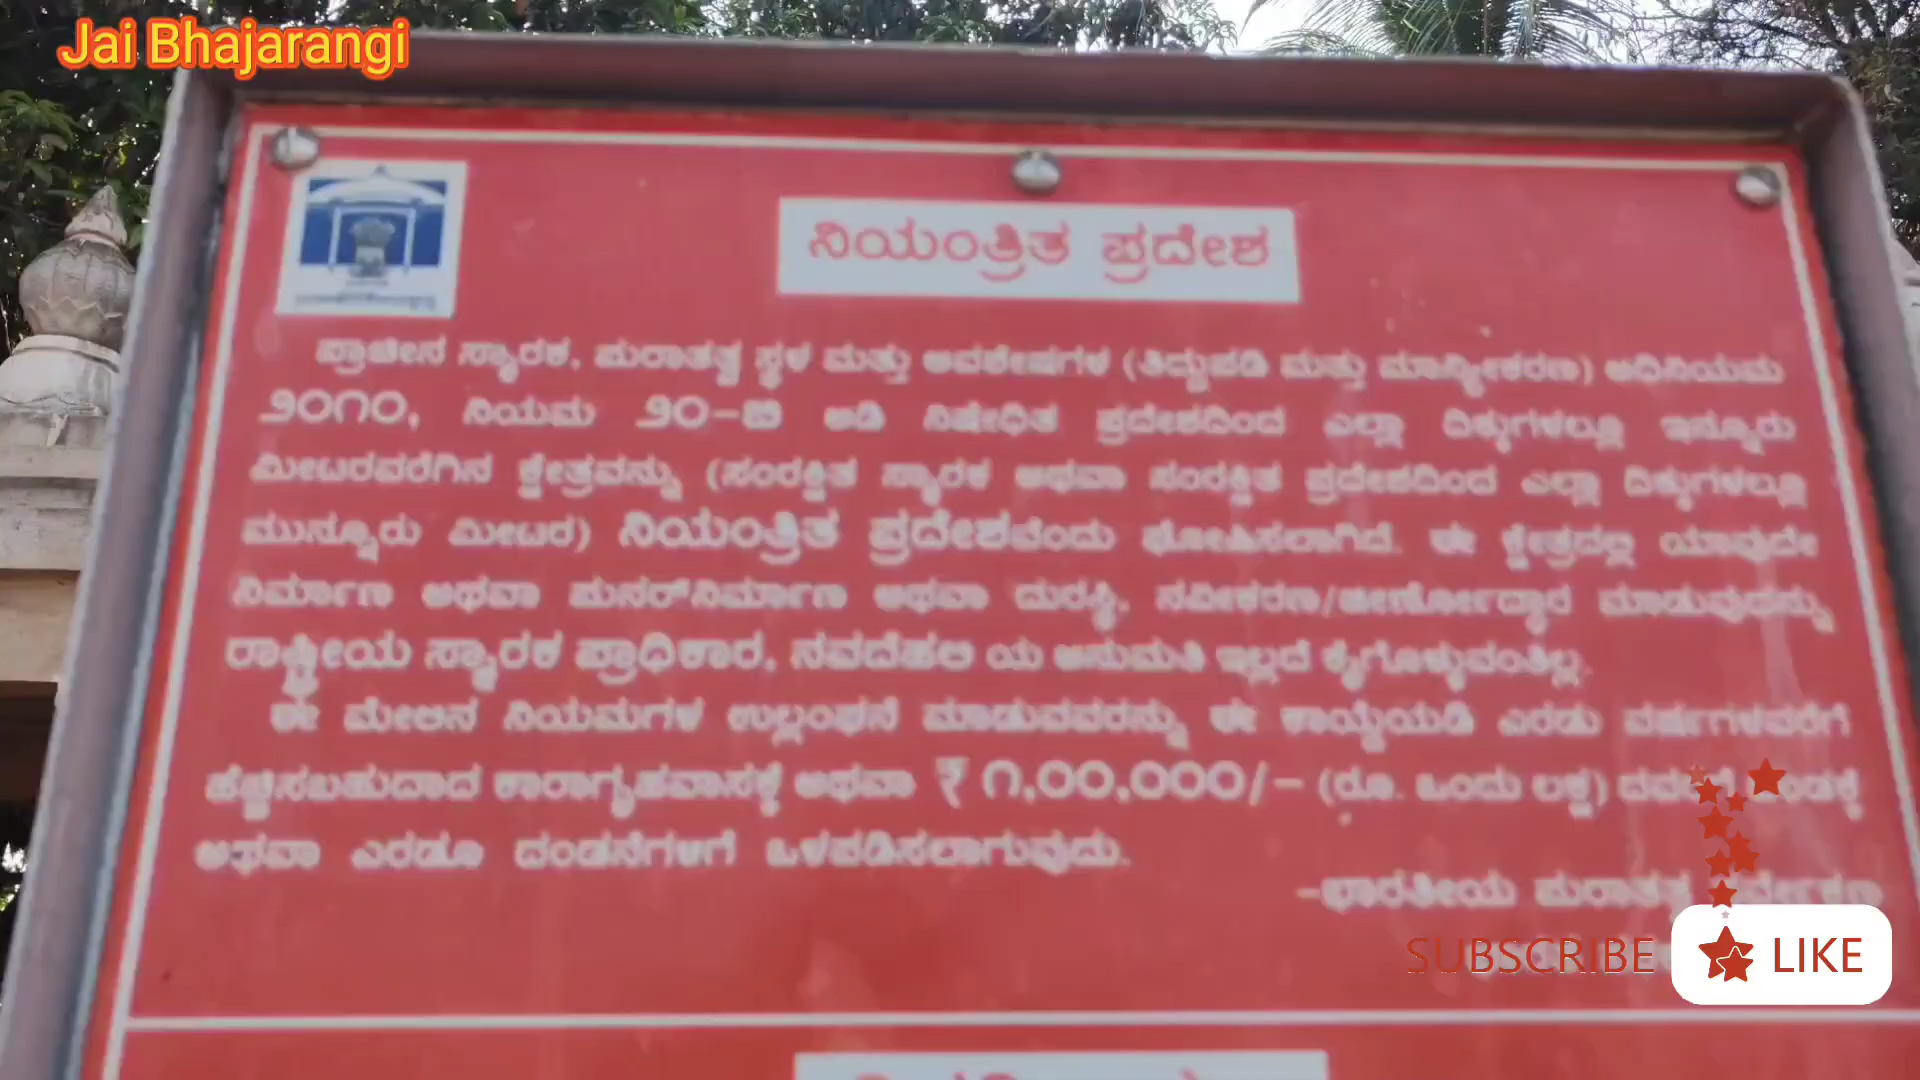 Jai Bhajarangi
ನಿಯಂತ್ರಿತ ಪ್ರದೇಶ
ಪ್ರಾಚೀನ ಸ್ಮಾರಕ, ಪುರಾತತ್ವ ಸ್ಥಳ ಮತ್ತು ಅವಶೇಷಗಳ (ತಿದ್ದುಪಡಿ ಮತ್ತು ಮಾನ್ಯೀಕರಣ) ಅಧಿನಿಯಮ
೨೦೧೦, ನಿಯಮ ೨೦-ಬಿ ಅಡಿ ನಿಷೇಧಿತ ಪ್ರದೇಶದಿಂದ ಎಲ್ಲಾ ದಿಕ್ಕುಗಳಲ್ಲೂ ಇನ್ನೂರು
ಮೀಟರವರೆಗಿನ ಕ್ಷೇತ್ರವನ್ನು (ಸಂರಕ್ಷಿತ ಸ್ಮಾರಕ ಅಥವಾ ಸಂರಕ್ಷಿತ ಪ್ರದೇಶದಿಂದ ಎಲ್ಲಾ ದಿಕ್ಕುಗಳಲ್ಲೂ
ಮುನ್ನೂರು ಮೀಟರ) ನಿಯಂತ್ರಿತ ಪ್ರದೇಶವೆಂದು ಘೋಷಿಸಲಾಗಿದೆ. ಈ ಕ್ಷೇತ್ರದಲ್ಲಿ ಯಾವುದೇ
ನಿರ್ಮಾಣ ಅಥವಾ ಪುನರ್‌ನಿರ್ಮಾಣ ಅಥವಾ ದುರಸ್ತಿ, ನವೀಕರಣ/ಜೀರ್ಣೋದ್ಧಾರ ಮಾಡುವುದನ್ನು
ರಾಷ್ಟ್ರೀಯ ಸ್ಮಾರಕ ಪ್ರಾಧಿಕಾರ, ನವದೆಹಲಿ ಯ ಅನುಮತಿ ಇಲ್ಲದೆ ಕೈಗೊಳ್ಳುವಂತಿಲ್ಲ.
ಈ ಮೇಲಿನ ನಿಯಮಗಳ ಉಲ್ಲಂಘನೆ ಮಾಡುವವರನ್ನು ಈ ಕಾಯ್ದೆಯಡಿ ಎರಡು ವರ್ಷಗಳವರೆಗೆ
ಹೆಚ್ಚಿಸಬಹುದಾದ ಕಾರಾಗೃಹವಾಸಕ್ಕೆ ಅಥವಾ ₹ ೧,೦೦,೦೦೦/- (ರೂ. ಒಂದು ಲಕ್ಷ)
ಅಥವಾ ಎರಡೂ ದಂಡನೆಗಳಿಗೆ ಒಳಪಡಿಸಲಾಗುವುದು.
-ಭಾರತೀಯ ಪುರಾತತ್ವ
SUBSCRIBE LIKE